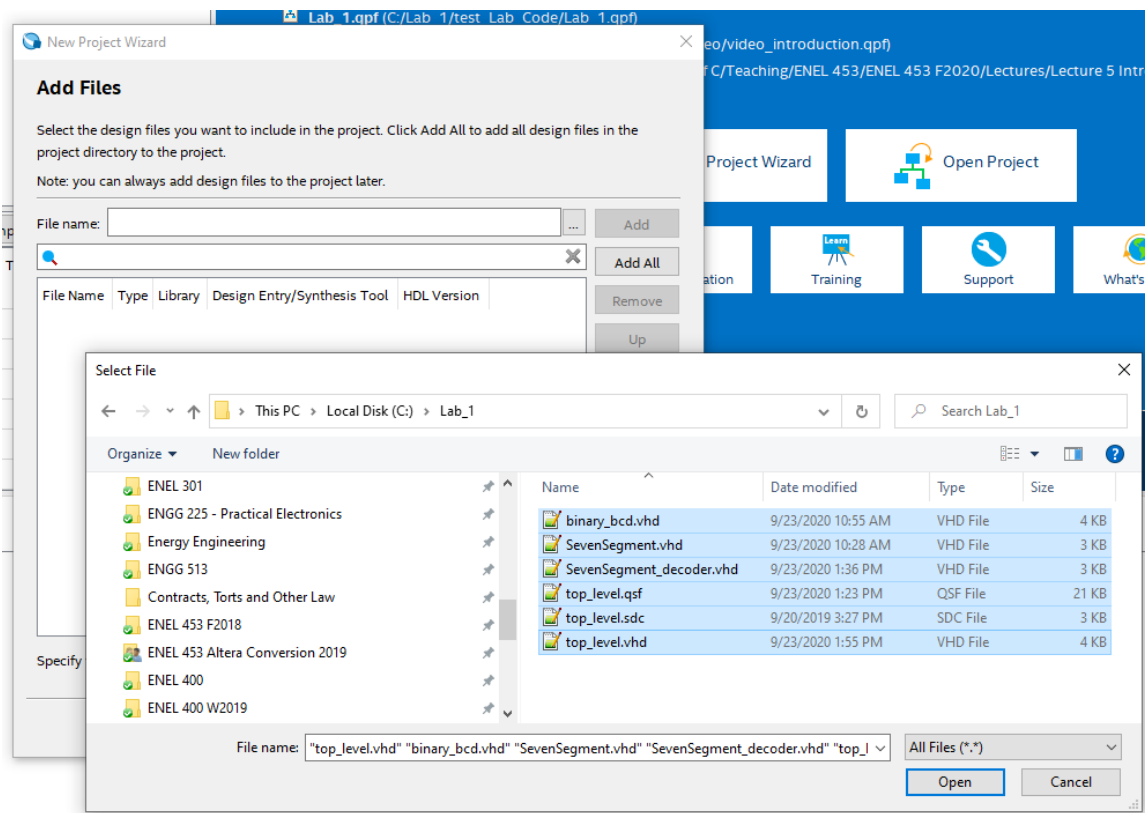 Lab_1.qpf (C:/Lab_1/test_Lab_Code/Lab_1.qpf)
New Project Wizard
eo/video_introduction.qpf)
C/Teaching/ENEL 453/ENEL 453 F2020/Lectures/Lecture 5 Intr
Add Files
Select the design files you want to include in the project. Click Add All to add all design files in the
project directory to the project.
Note: you can always add design files to the project later.
Project Wizard
Open Project
File name:
...
Add
Add All
File Name Type Library Design Entry/Synthesis Tool HDL Version
Remove
Up
ation
Learn
Training
Support
What's
Specify
Select File
This PC > Local Disk (C:) > Lab_1
Search Lab_1
Organize
New folder
ENEL 301
ENGG 225 - Practical Electronics
Energy Engineering
ENGG 513
Contracts, Torts and Other Law
ENEL 453 F2018
ENEL 453 Altera Conversion 2019
ENEL 400
ENEL 400 W2019
Name Date modified Type Size
binary_bcd.vhd 9/23/2020 10:55 AM VHD File 4 KB
SevenSegment.vhd 9/23/2020 10:28 AM VHD File 3 KB
SevenSegment_decoder.vhd 9/23/2020 1:36 PM VHD File 3 KB
top_level.qsf 9/23/2020 1:23 PM QSF File 21 KB
top_level.sdc 9/20/2019 3:27 PM SDC File 3 KB
top_level.vhd 9/23/2020 1:55 PM VHD File 4 KB
File name: "top_level.vhd" "binary_bcd.vhd" "SevenSegment.vhd" "SevenSegment_decoder.vhd" "top_l
All Files (*.*)
Open
Cancel